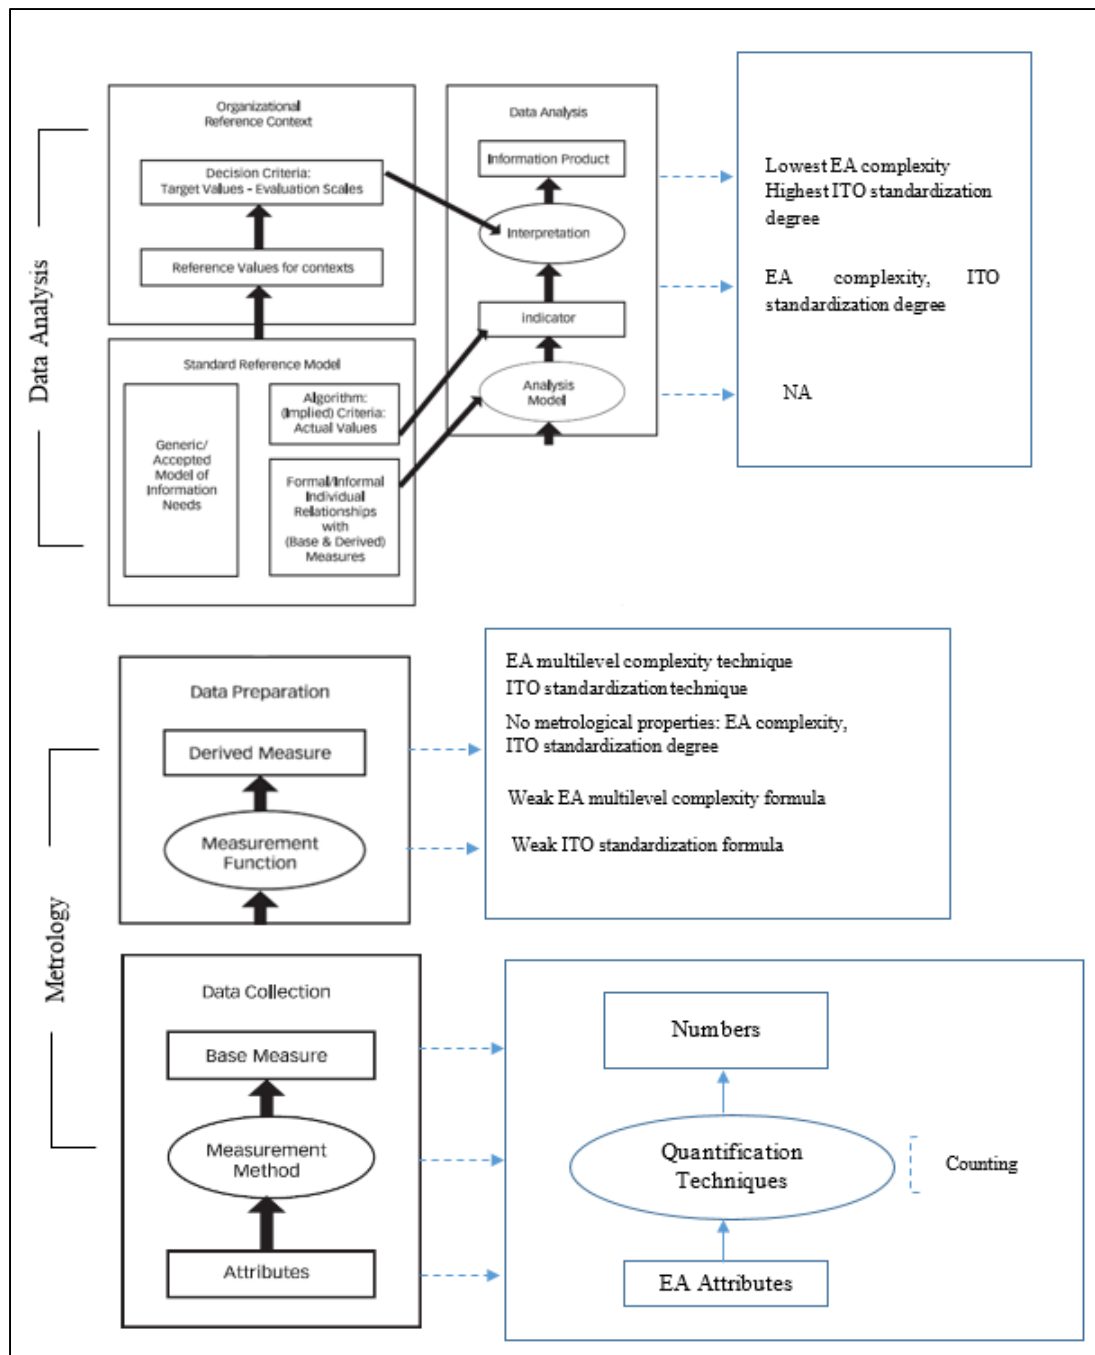 Data Analysis
Organizational
Reference Context
Decision Criteria:
Target Values - Evaluation Scales
Reference Values for contexts
Standard Reference Model
Generic/
Accepted
Model of
Information
Needs
Algorithm:
(Implied) Criteria:
Actual Values
Formal/Informal
Individual
Relationships
with
(Base & Derived)
Measures
Data Analysis
Information Product
Interpretation
indicator
Analysis
Model
Lowest EA complexity
Highest ITO standardization
degree
EA complexity, ITO
standardization degree
NA
Metrology
Data Preparation
Derived Measure
Measurement
Function
EA multilevel complexity technique
ITO standardization technique
No metrological properties: EA complexity,
ITO standardization degree
Weak EA multilevel complexity formula
Weak ITO standardization formula
Data Collection
Base Measure
Measurement
Method
Attributes
Numbers
Quantification
Techniques
Counting
EA Attributes